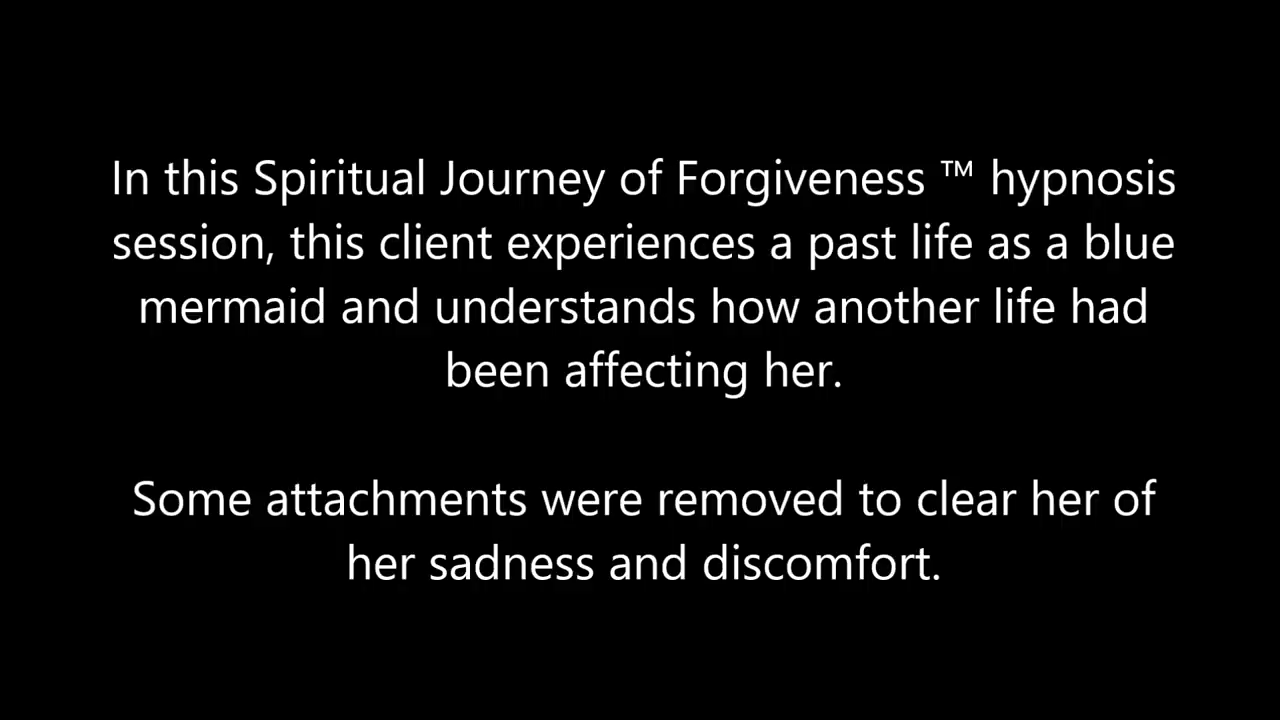 In this Spiritual Journey of Forgiveness ™ hypnosis
session, this client experiences a past life as a blue
mermaid and understands how another life had
been affecting her.
Some attachments were removed to clear her of
her sadness and discomfort.